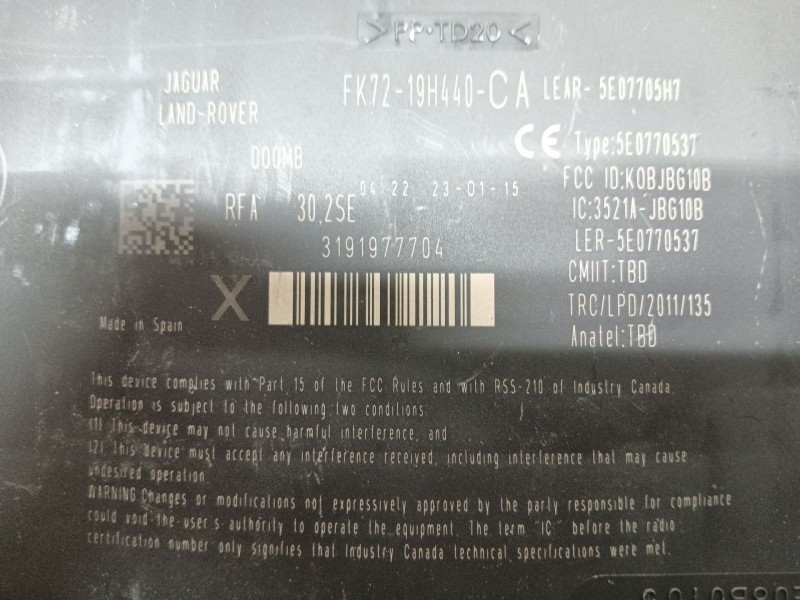 >PP-TD20<
JAGUAR
LAND-ROVER
FK72-19H440-CA LEAR- 5E07705H7
CE Type:5E0770537
D00MB
FCC ID:KOBJBG10B
04:22 23-01-15
RFA 30,2SE
IC:3521A-JBG10B
3191977704
LER-5E0770537
CMIIT:TBD
X
TRC/LPD/2011/135
Made in Spain
Anatel:TBD
This device complies with Part 15 of the FCC Rules and with RSS-210 of Industry Canada.
Operation is subject to the following two conditions:
(1) This device may not cause harmful interference, and
(2) This device must accept any interference received, including interference that may cause
undesired operation.
WARNING Changes or modifications not expressively approved by the party responsible for compliance
could void the user,s authority to operate the equipment. The term "IC" before the radio
certification number only signifies that Industry Canada technical specifications were met.